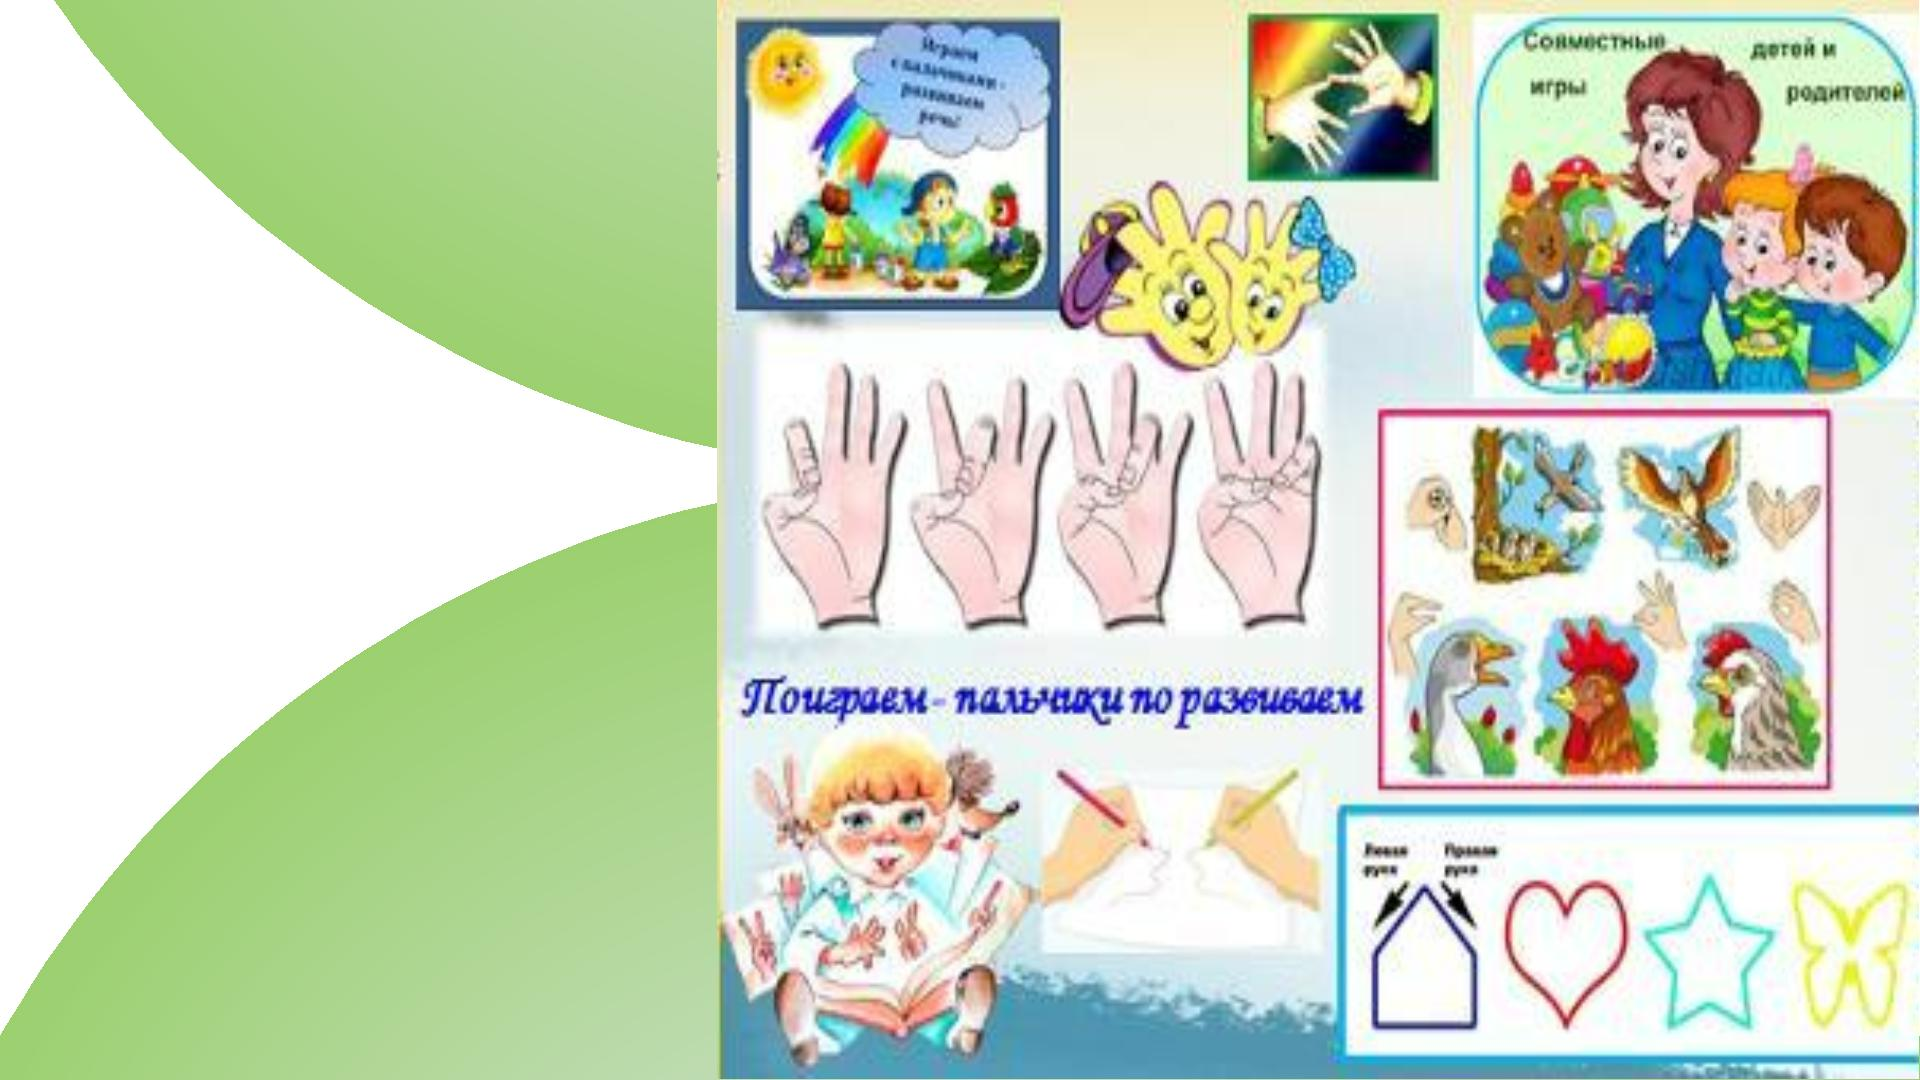 Играем
с пальчиками -
развиваем
речь!
Совместные
игры
детей и
родителей
Поиграем - пальчики по развиваем
Левая
рука
Правая
рука